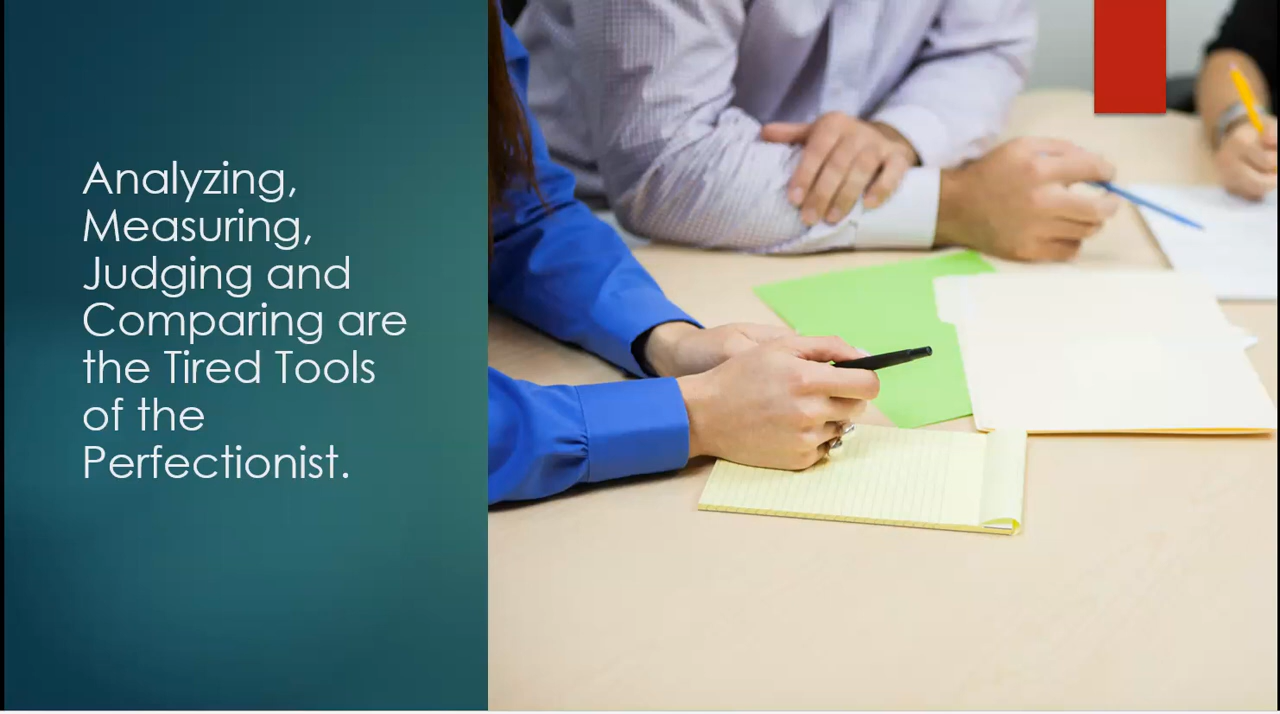 Analyzing,
Measuring,
Judging and
Comparing are
the Tired Tools
of the
Perfectionist.